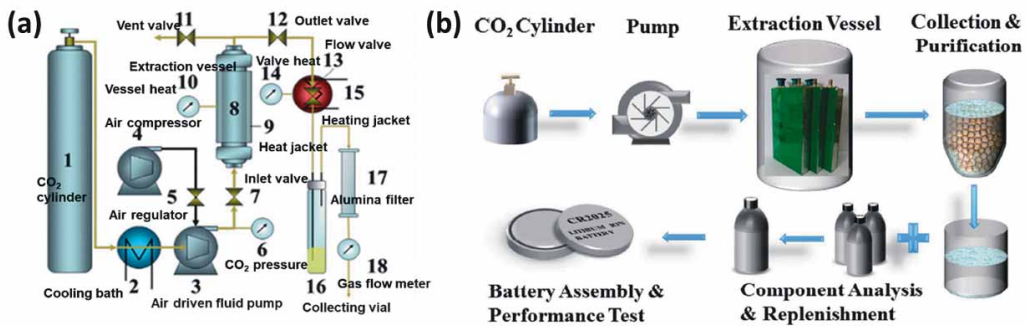 (a)
11
12
Outlet valve
Vent valve
Flow valve
Extraction vessel
Valve heat
13
10
14
Vessel heat
8
15
Air compressor
Heating jacket
4
9
1
Heat jacket
17
CO2
cylinder
Inlet valve
5
7
Alumina filter
Air regulator
6
CO2 pressure
18
2
3
16
Gas flow meter
Cooling bath
Air driven fluid pump
Collecting vial
(b)
CO2 Cylinder
Pump
Extraction Vessel
Collection &
Purification
CR2025
LITHIUM ION
BATTERY
Battery Assembly &
Performance Test
Component Analysis
& Replenishment